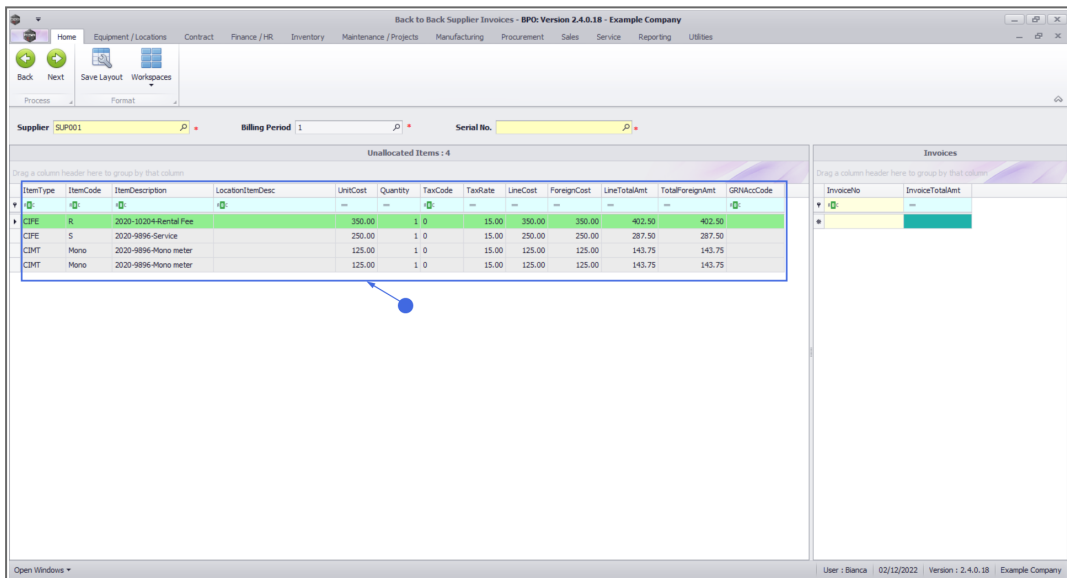 Back to Back Supplier Invoices - BPO: Version 2.4.0.18 - Example Company
Home Equipment / Locations Contract Finance / HR Inventory Maintenance / Projects Manufacturing Procurement Sales Service Reporting Utilities
Back Next Save Layout Workspaces
Process Format
Supplier SUP001 * Billing Period 1 * Serial No. *
Unallocated Items : 4 Invoices
Drag a column header here to group by that column Drag a column header here to group by that column
ItemType ItemCode ItemDescription LocationItemDesc UnitCost Quantity TaxCode TaxRate LineCost ForeignCost LineTotalAmt TotalForeignAmt GRNAccCode InvoiceNo InvoiceTotalAmt
CIFE R 2020-10204-Rental Fee 350.00 1 0 15.00 350.00 350.00 402.50 402.50
CIFE S 2020-9896-Service 250.00 1 0 15.00 250.00 250.00 287.50 287.50
CIMT Mono 2020-9896-Mono meter 125.00 1 0 15.00 125.00 125.00 143.75 143.75
CIMT Mono 2020-9896-Mono meter 125.00 1 0 15.00 125.00 125.00 143.75 143.75
Open Windows User : Bianca 02/12/2022 Version : 2.4.0.18 Example Company